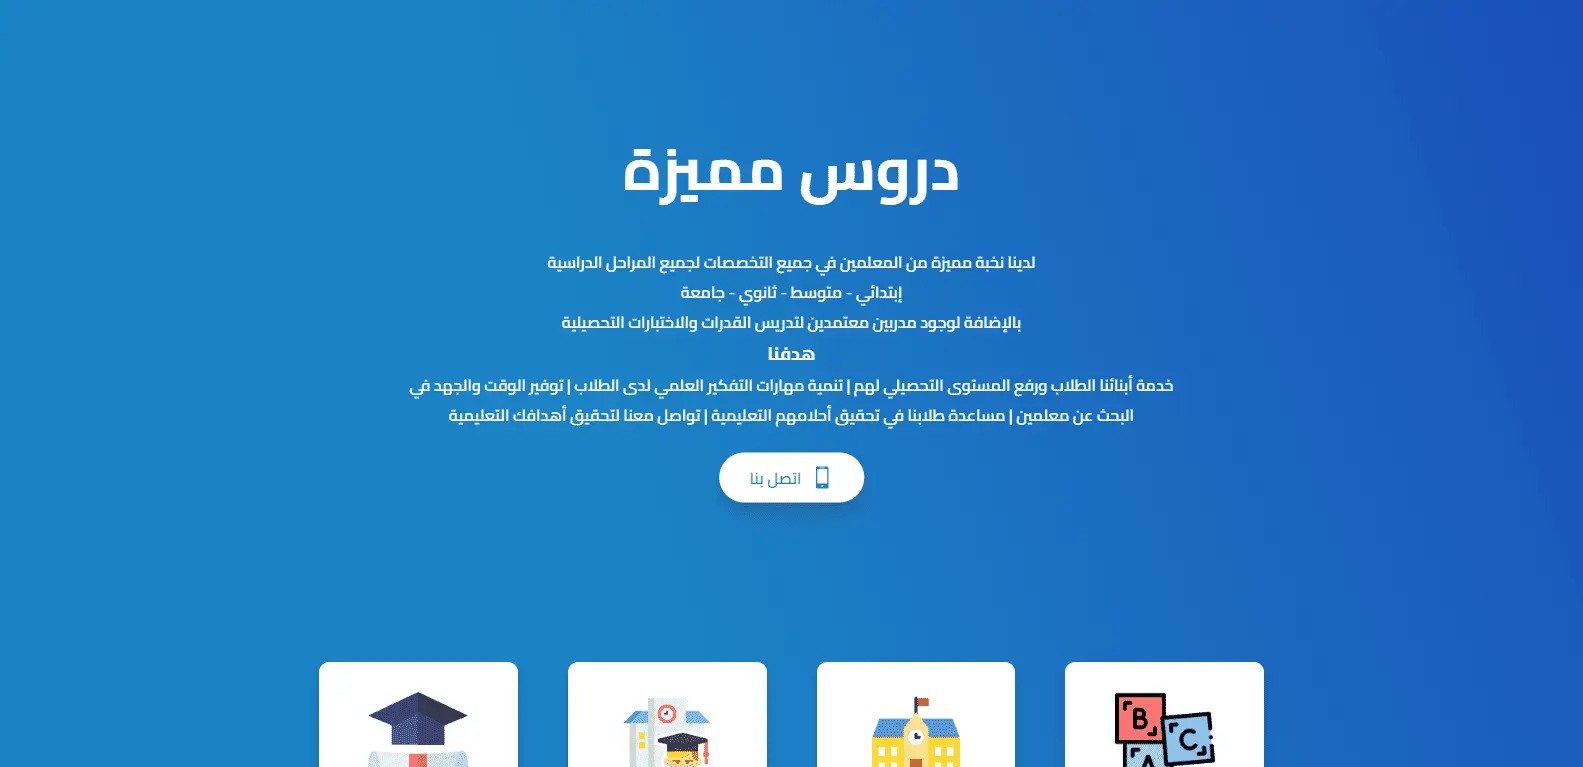 دروس مميزة
لدينا نخبة مميزة من المعلمين في جميع التخصصات لجميع المراحل الدراسية
إبتدائي - متوسط - ثانوي - جامعة
بالإضافة لوجود مدربين معتمدين لتدريس القدرات والاختبارات التحصيلية
هدفنا
خدمة أبنائنا الطلاب ورفع المستوى التحصيلي لهم | تنمية مهارات التفكير العلمي لدى الطلاب | توفير الوقت والجهد في
البحث عن معلمين | مساعدة طلابنا في تحقيق أحلامهم التعليمية | تواصل معنا لتحقيق أهدافك التعليمية
اتصل بنا
B
C
A